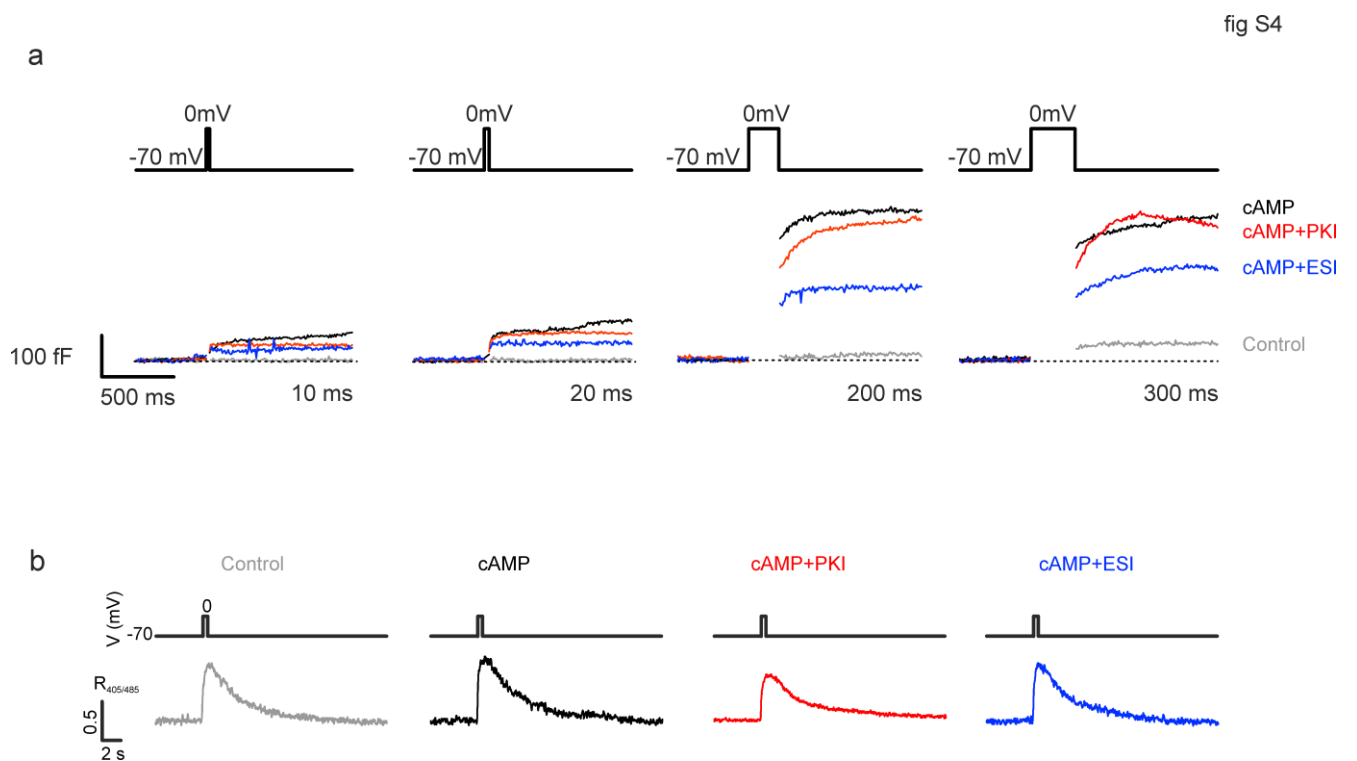 fig S4
a
0mV 0mV 0mV 0mV
-70 mV -70 mV -70 mV -70 mV
cAMP
cAMP+PKI
cAMP+ESI
Control
100 fF
500 ms 10 ms 20 ms 200 ms 300 ms
b
Control cAMP cAMP+PKI cAMP+ESI
V (mV)
0
-70
R405/485
0.5
2 s